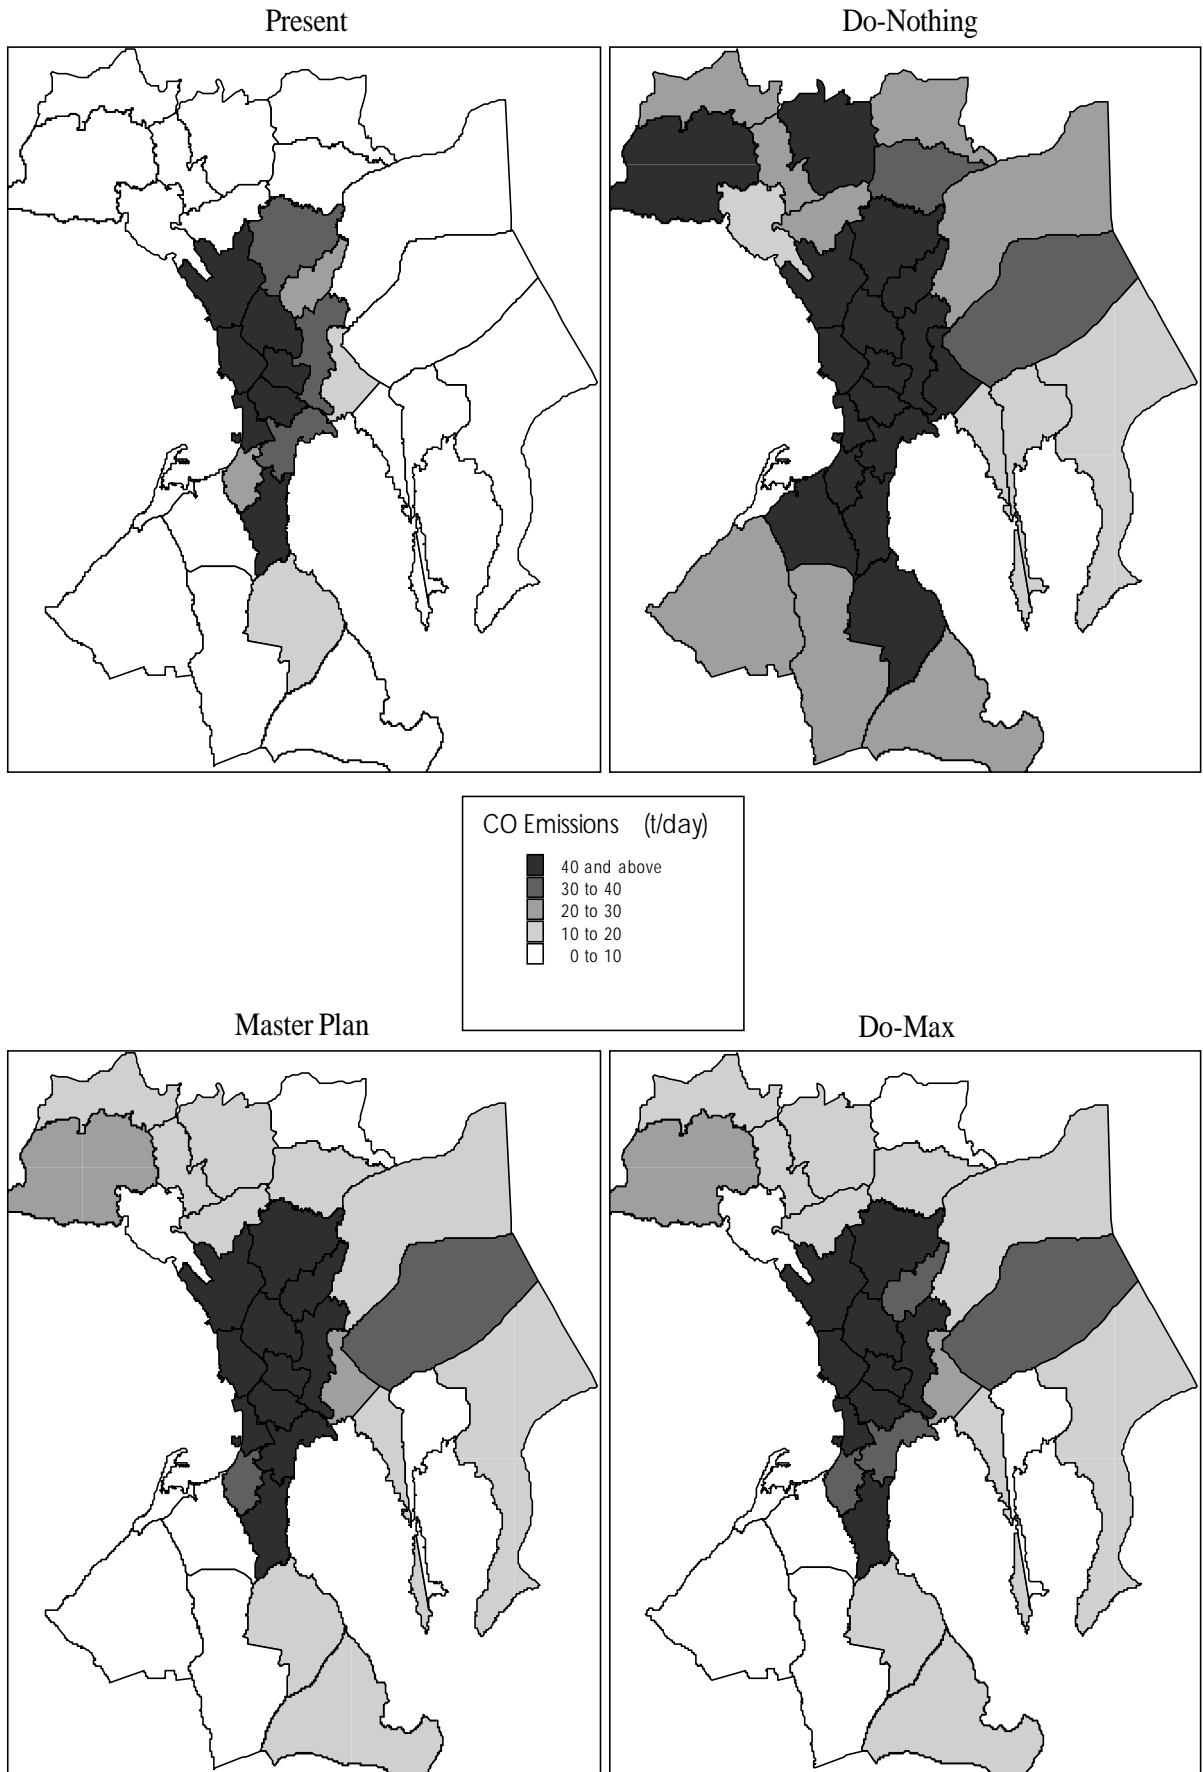 Present
Do-Nothing
CO Emissions (t/day)
40 and above
30 to 40
20 to 30
10 to 20
0 to 10
Master Plan
Do-Max